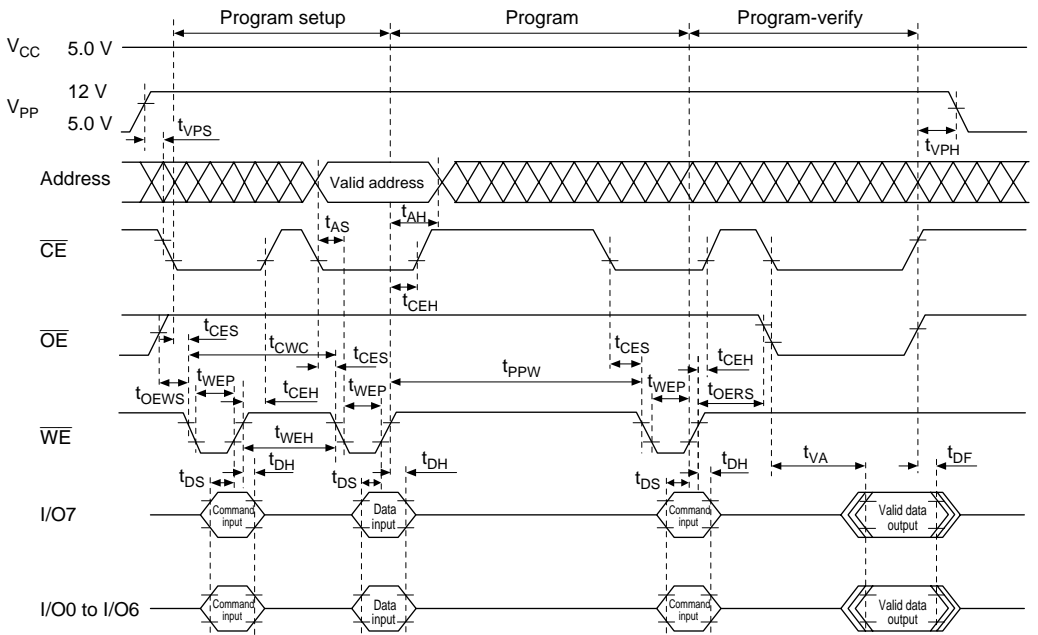 Program setup Program Program-verify
VCC 5.0 V
VPP 12 V
5.0 V
tVPS
tVPH
Address Valid address
tAH
tAS
CE
tCEH
OE
tCES
tCWC
tCES
tPPW
tCES
tCEH
tOEWS
tWEP
tCEH
tWEP
tWEP
tOERS
WE
tWEH
tDS
tDH
tDS
tDH
tDS
tDH
tVA
tDF
I/O7 Command input Data input Command input Valid data output
I/O0 to I/O6 Command input Data input Command input Valid data output